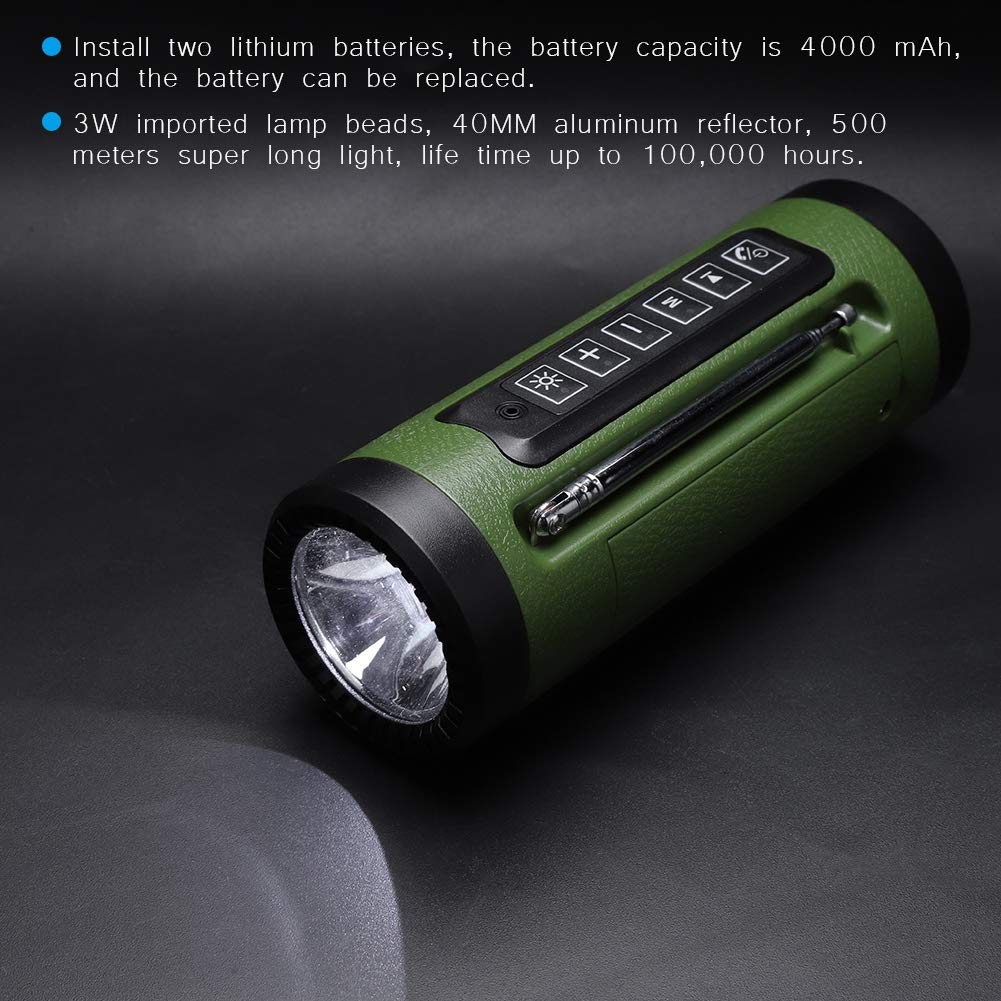 Install two lithium batteries, the battery capacity is 4000 mAh,
and the battery can be replaced.
3W imported lamp beads, 40MM aluminum reflector, 500
meters super long light, life time up to 100,000 hours.
M